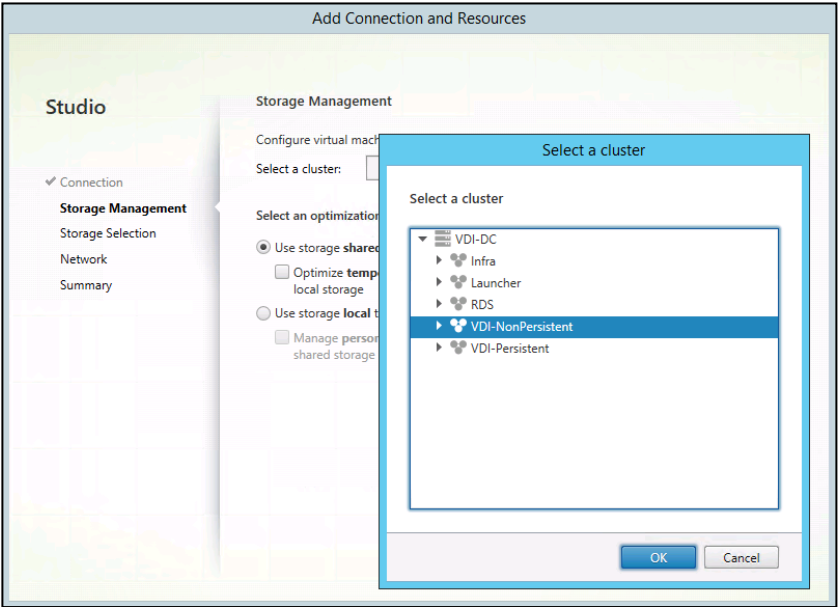 Add Connection and Resources
Studio
Connection
Storage Management
Storage Selection
Network
Summary
Storage Management
Configure virtual mach
Select a cluster:
Select an optimization
Use storage shared
Optimize temp
local storage
Use storage local t
Manage person
shared storage
Select a cluster
Select a cluster
VDI-DC
Infra
Launcher
RDS
VDI-NonPersistent
VDI-Persistent
OK
Cancel